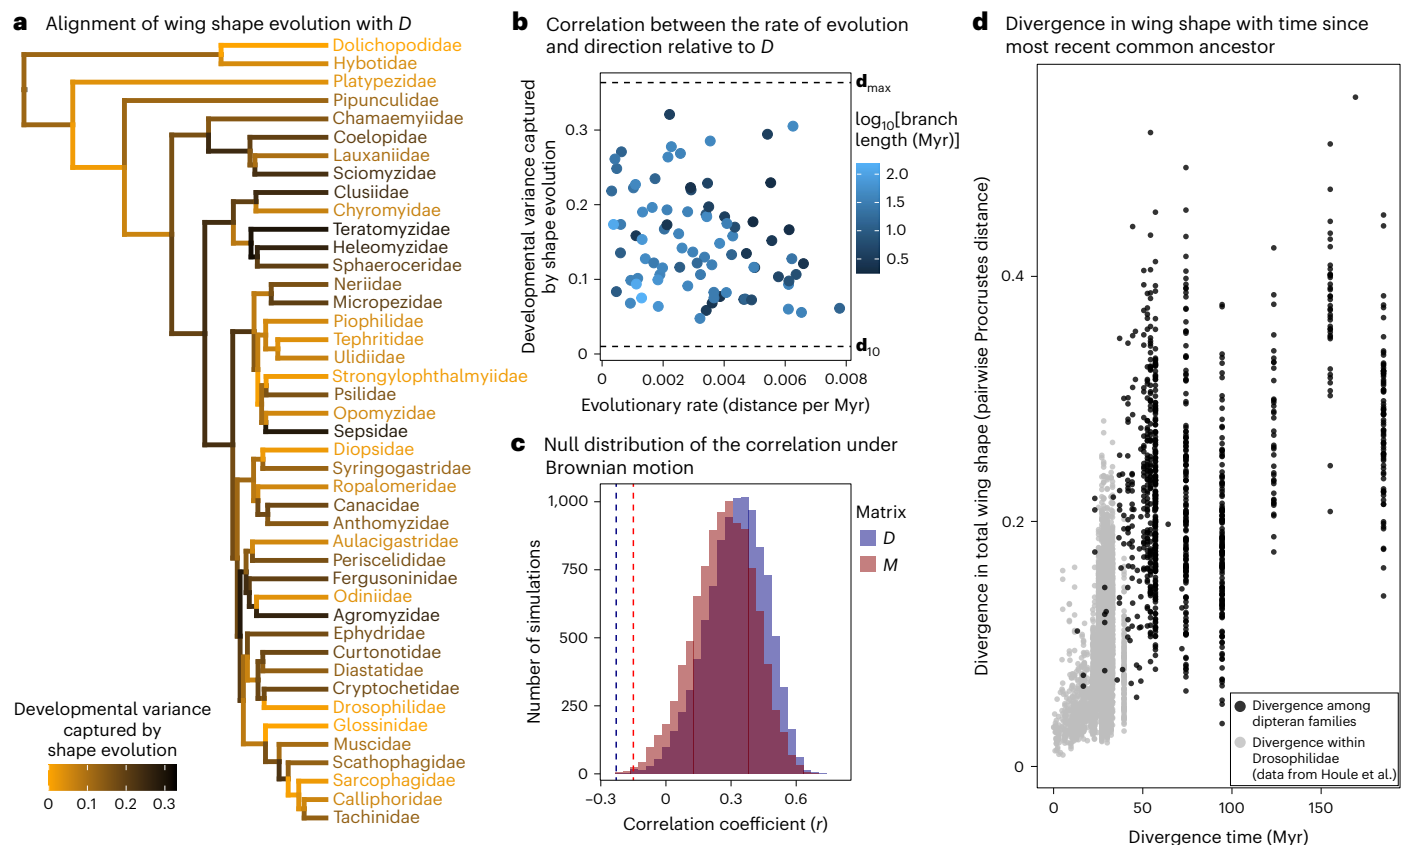 a Alignment of wing shape evolution with D
Dolichopodidae
Hybotidae
Platypezidae
Pipunculidae
Chamaemyiidae
Coelopidae
Lauxaniidae
Sciomyzidae
Clusiidae
Chyromyidae
Teratomyzidae
Heleomyzidae
Sphaeroceridae
Neriidae
Micropezidae
Piophilidae
Tephritidae
Ulidiidae
Strongylophthalmyiidae
Psilidae
Opomyzidae
Sepsidae
Diopsidae
Syringogastridae
Ropalomeridae
Canacidae
Anthomyzidae
Aulacigastridae
Periscelididae
Fergusoninidae
Odiniidae
Agromyzidae
Ephydridae
Curtonotidae
Diastatidae
Cryptochetidae
Drosophilidae
Glossinidae
Muscidae
Scathophagidae
Sarcophagidae
Calliphoridae
Tachinidae
Developmental variance
captured by
shape evolution
0 0.1 0.2 0.3
b Correlation between the rate of evolution
and direction relative to D
Developmental variance captured
by shape evolution
0.3
0.2
0.1
0
0 0.002 0.004 0.006 0.008
Evolutionary rate (distance per Myr)
dmax
d10
log10[branch
length (Myr)]
2.0
1.5
1.0
0.5
c Null distribution of the correlation under
Brownian motion
Number of simulations
1,000
750
500
250
0
−0.3 0 0.3 0.6
Correlation coefficient (r)
Matrix
D
M
d Divergence in wing shape with time since
most recent common ancestor
Divergence in total wing shape (pairwise Procrustes distance)
0.4
0.2
0
0 50 100 150
Divergence time (Myr)
Divergence among
dipteran families
Divergence within
Drosophilidae
(data from Houle et al.)